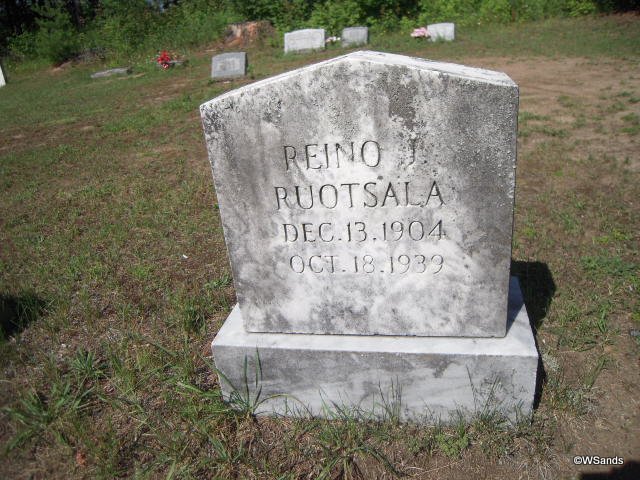 REINO J.
RUOTSALA
DEC. 13. 1904
OCT. 18. 1939
©WSands